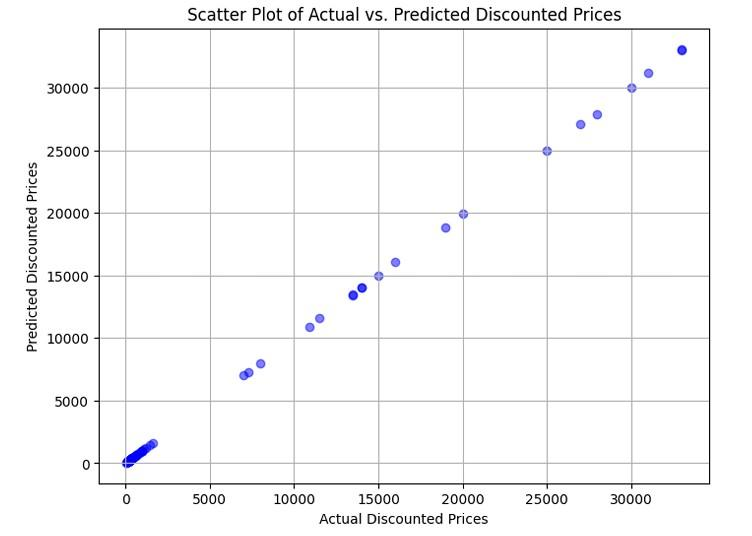 Scatter Plot of Actual vs. Predicted Discounted Prices
30000
25000
20000
15000
10000
5000
0
Predicted Discounted Prices
0 5000 10000 15000 20000 25000 30000
Actual Discounted Prices